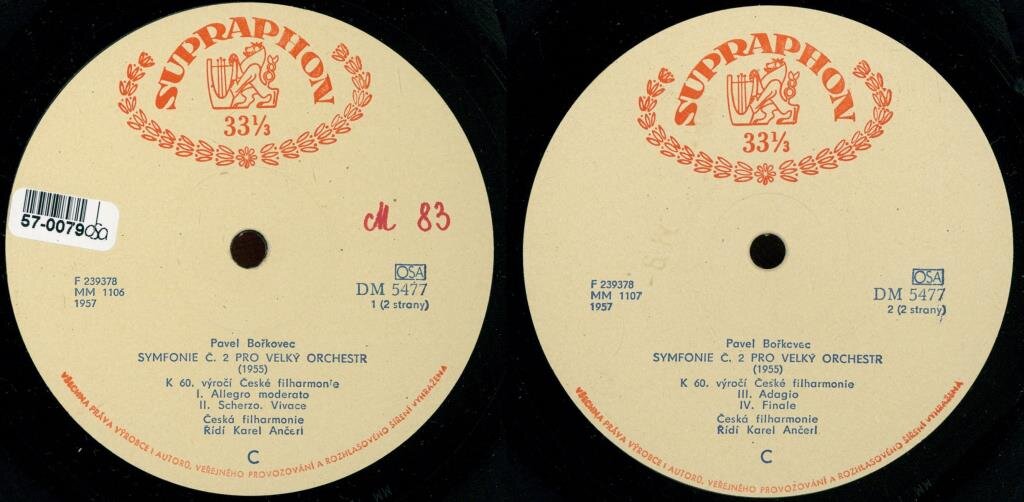 SUPRAPHON
33⅓
57-0079 osa
M 83
F 239378
MM 1106
1957
OSA
DM 5477
1 (2 strany)
Pavel Bořkovec
SYMFONIE Č. 2 PRO VELKÝ ORCHESTR
(1955)
K 60. výročí České filharmonie
I. Allegro moderato
II. Scherzo. Vivace
Česká filharmonie
Řídí Karel Ančerl
C
VŠECHNA PRÁVA VÝROBCE I AUTORŮ, VEŘEJNÉHO PROVOZOVÁNÍ A ROZHLASOVÉHO ŠÍŘENÍ VYHRAŽENA
SUPRAPHON
33⅓
F 239378
MM 1107
1957
OSA
DM 5477
2 (2 strany)
Pavel Bořkovec
SYMFONIE Č. 2 PRO VELKÝ ORCHESTR
(1955)
K 60. výročí České filharmonie
III. Adagio
IV. Finale
Česká filharmonie
Řídí Karel Ančerl
C
VŠECHNA PRÁVA VÝROBCE I AUTORŮ, VEŘEJNÉHO PROVOZOVÁNÍ A ROZHLASOVÉHO ŠÍŘENÍ VYHRAŽENA